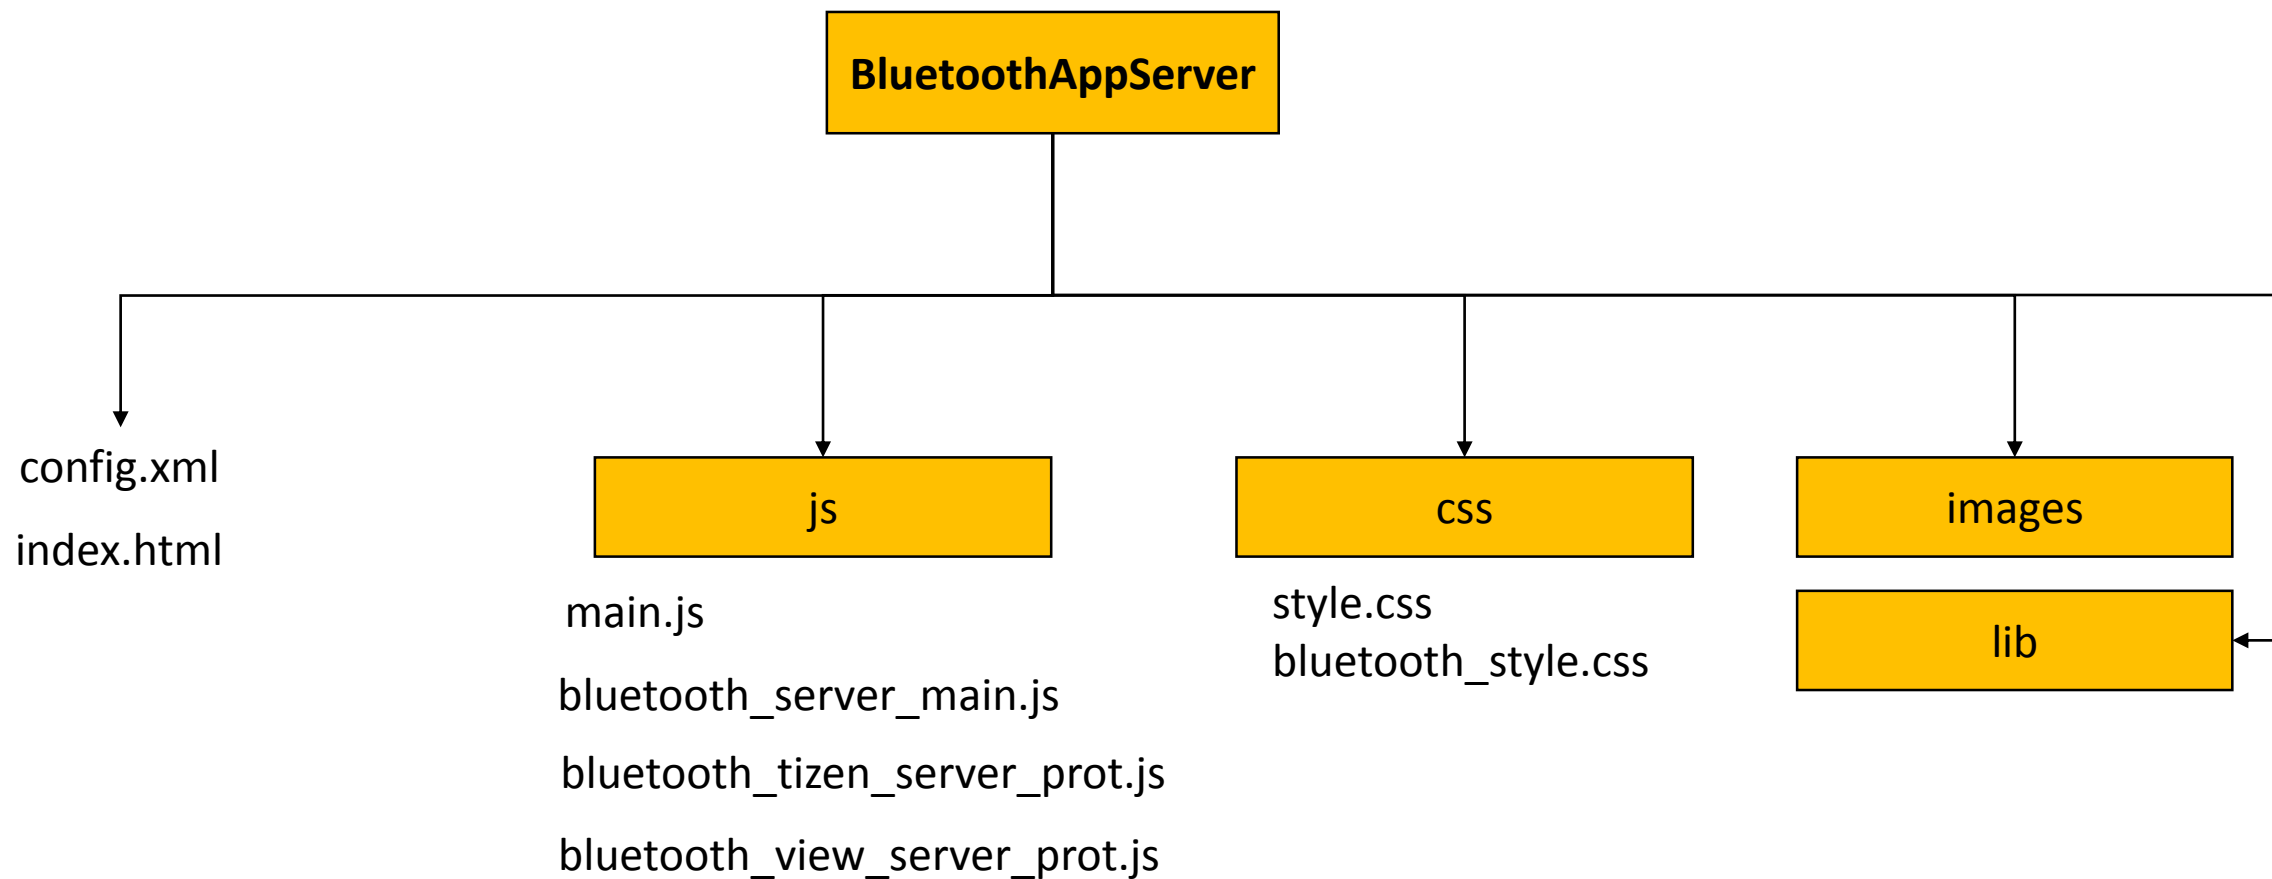 BluetoothAppServer
config.xml
index.html
js
main.js
bluetooth_server_main.js
bluetooth_tizen_server_prot.js
bluetooth_view_server_prot.js
css
style.css
bluetooth_style.css
images
lib